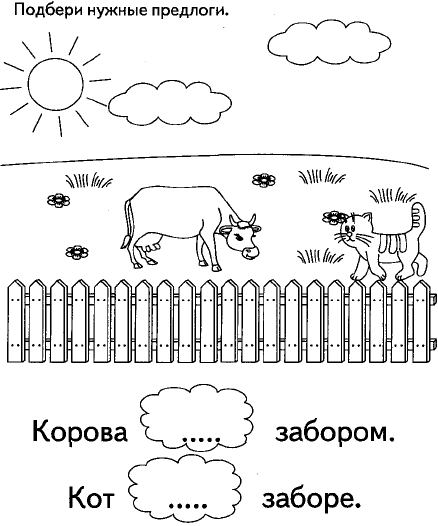 Подбери нужные предлоги.
Корова ..... забором.
Кот ..... заборе.